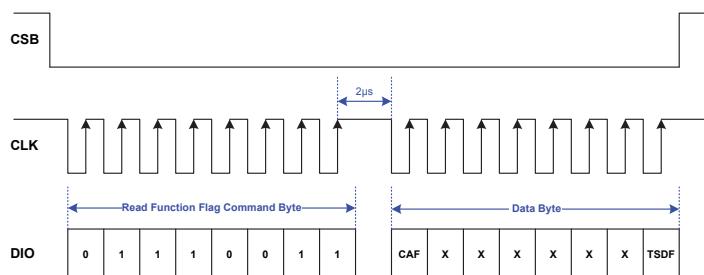 CSB
2μs
CLK
Read Function Flag Command Byte
Data Byte
DIO
0 1 1 1 0 0 1 1 CAF X X X X X X TSDF